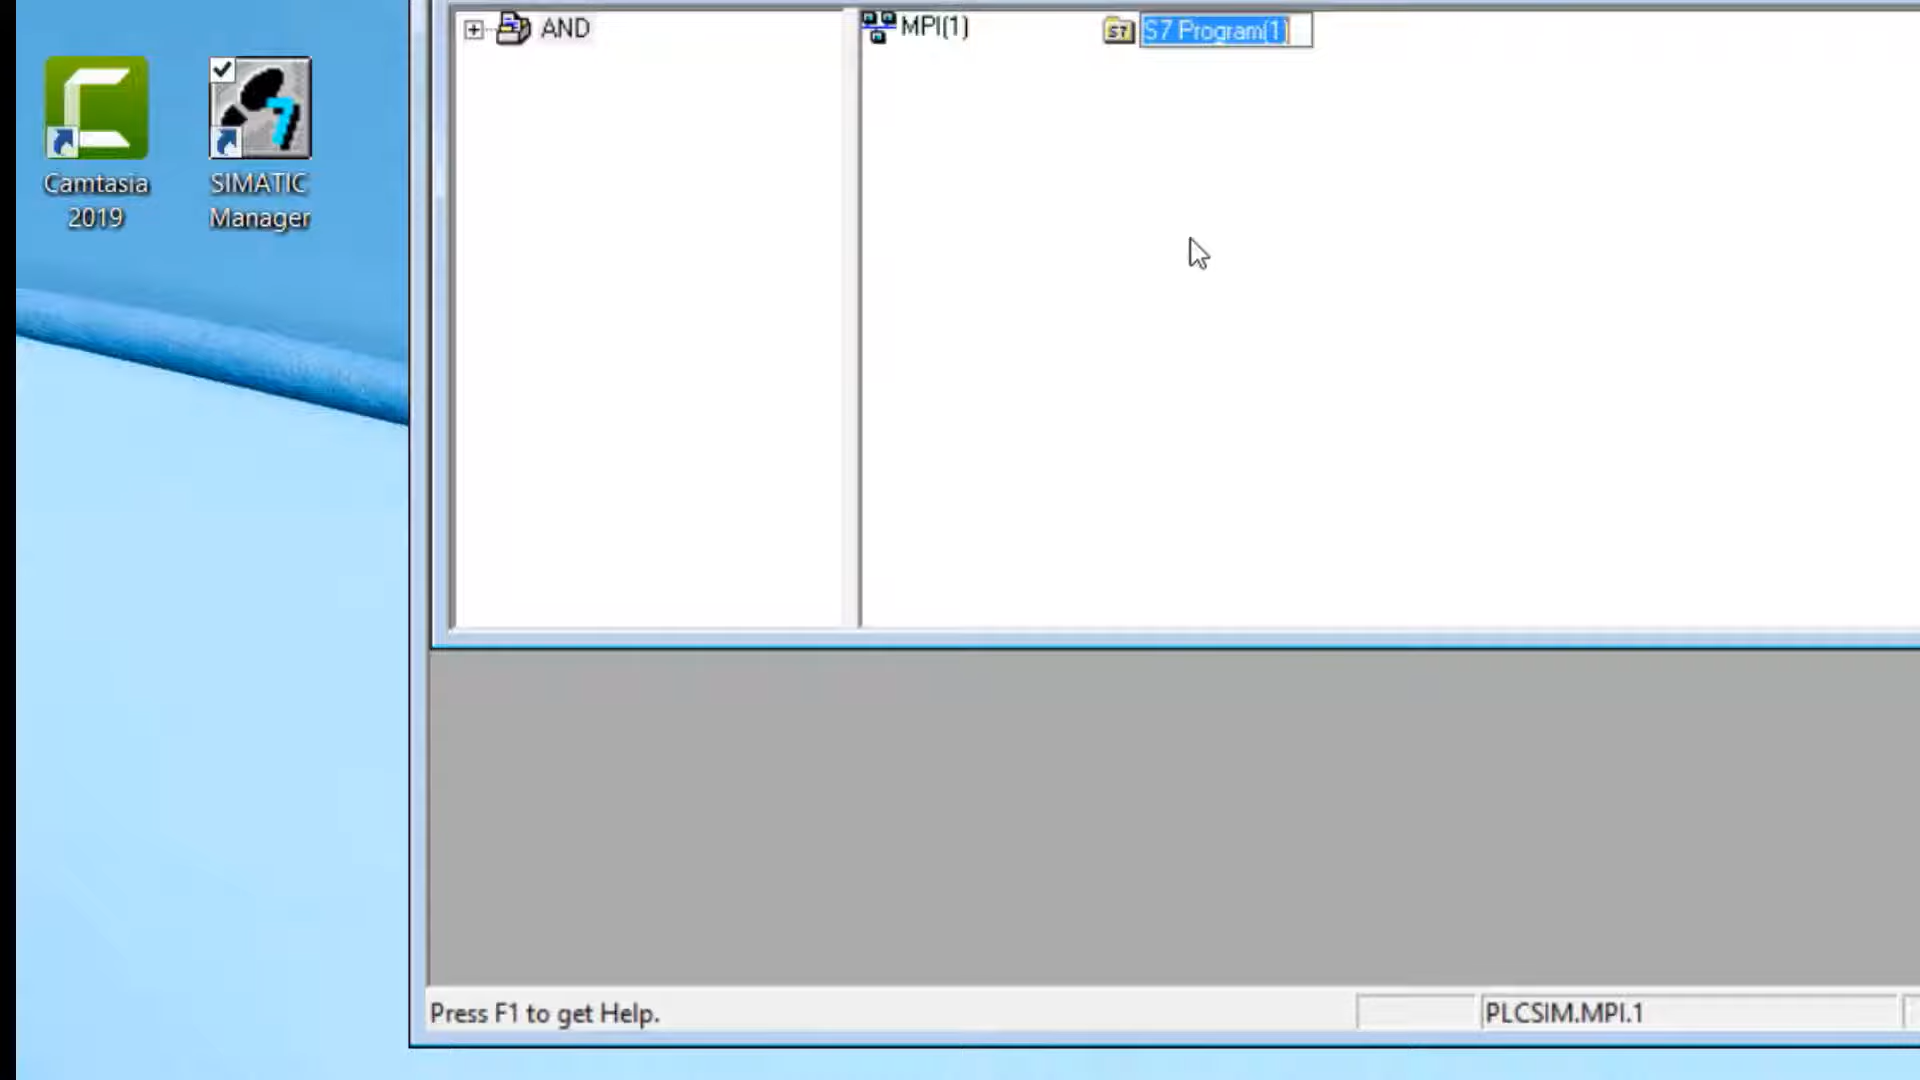 AND
MPI(1)
S7 Program(1)
Camtasia
2019
SIMATIC
Manager
Press F1 to get Help.
PLCSIM.MPI.1